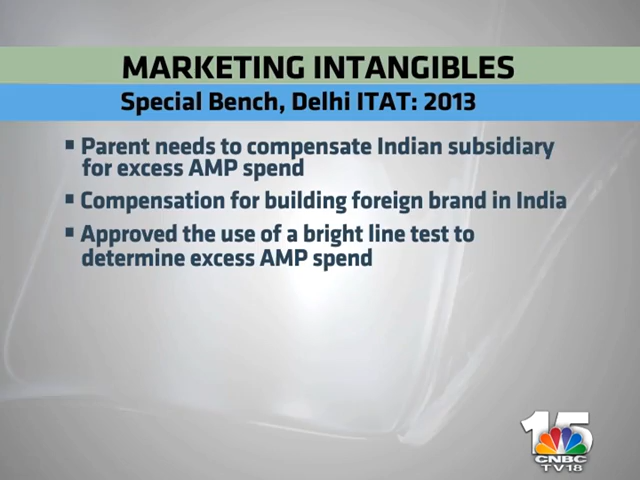 MARKETING INTANGIBLES
Special Bench, Delhi ITAT: 2013
▪ Parent needs to compensate Indian subsidiary
for excess AMP spend
▪ Compensation for building foreign brand in India
▪ Approved the use of a bright line test to
determine excess AMP spend
15
CNBC
TV18